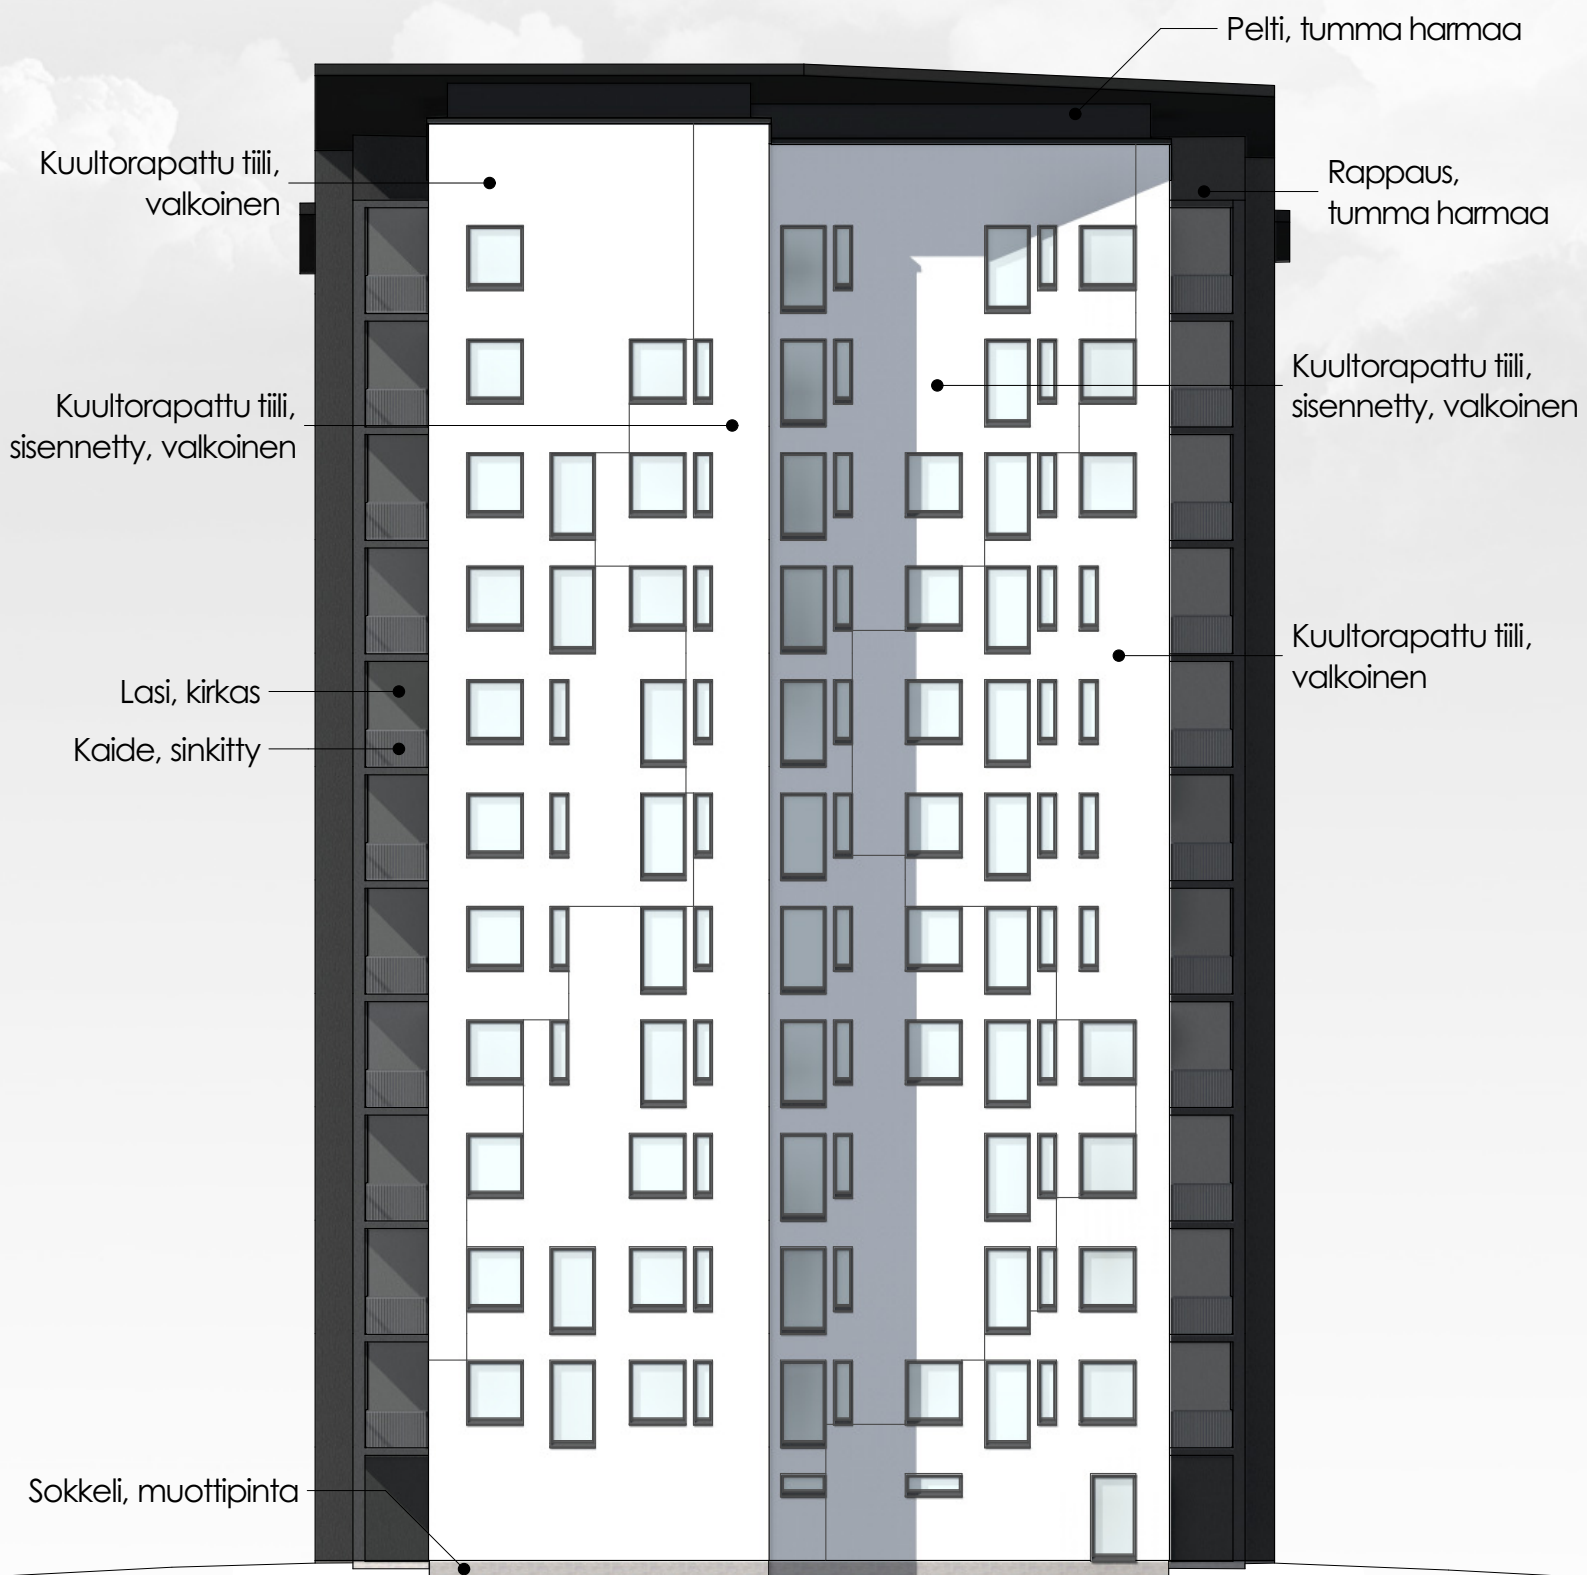 Pelti, tumma harmaa
Kuultorapattu tiili,
valkoinen
Rappaus,
tumma harmaa
Kuultorapattu tiili,
sisennetty, valkoinen
Kuultorapattu tiili,
sisennetty, valkoinen
Kuultorapattu tiili,
valkoinen
Lasi, kirkas
Kaide, sinkitty
Sokkeli, muottipinta